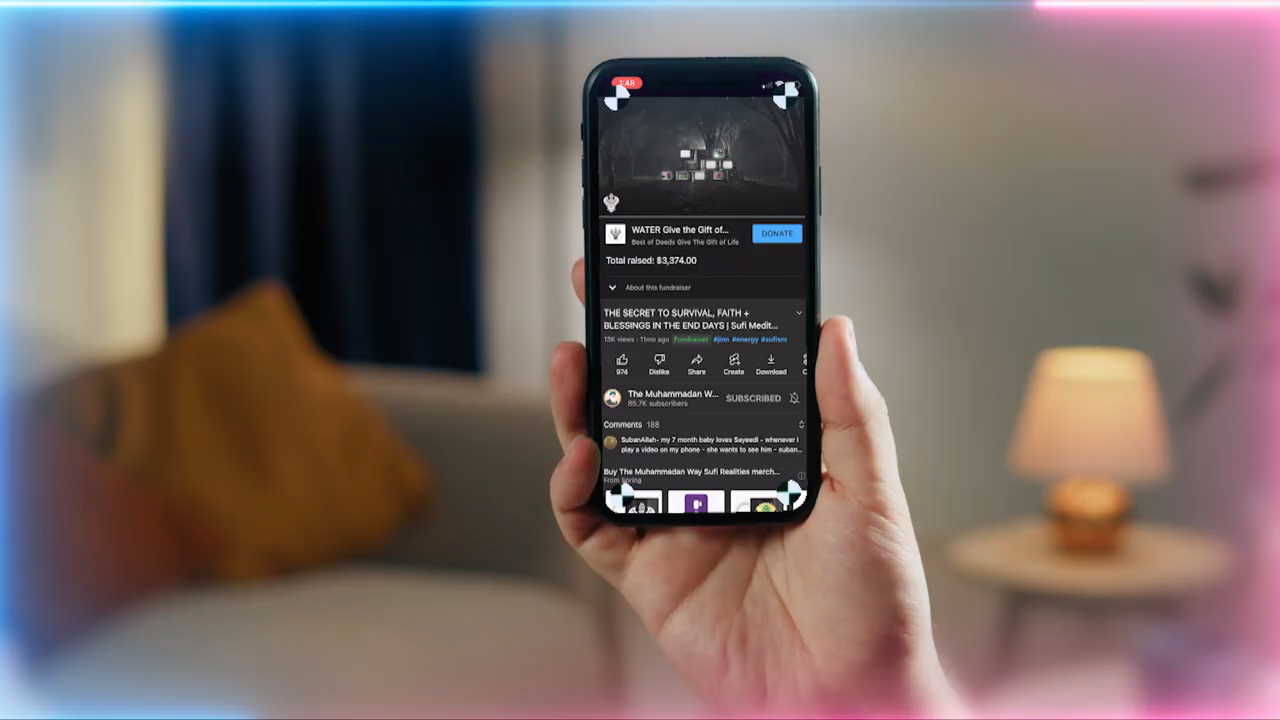 1:48
WATER Give the Gift of...
Best of Deeds Give The Gift of Life
DONATE
Total raised: $3,374.00
About this fundraiser
THE SECRET TO SURVIVAL, FAITH +
BLESSINGS IN THE END DAYS | Sufi Medit...
13K views · 11mo ago Fundraiser #jinn #energy #sufism
974 Dislike Share Create Download C
The Muhammadan W...
85.7K subscribers
SUBSCRIBED
Comments 188
SubanAllah- my 7 month baby loves Sayeedi - whenever I
play a video on my phone - she wants to see him - suban...
Buy The Muhammadan Way Sufi Realities merch...
From Spring